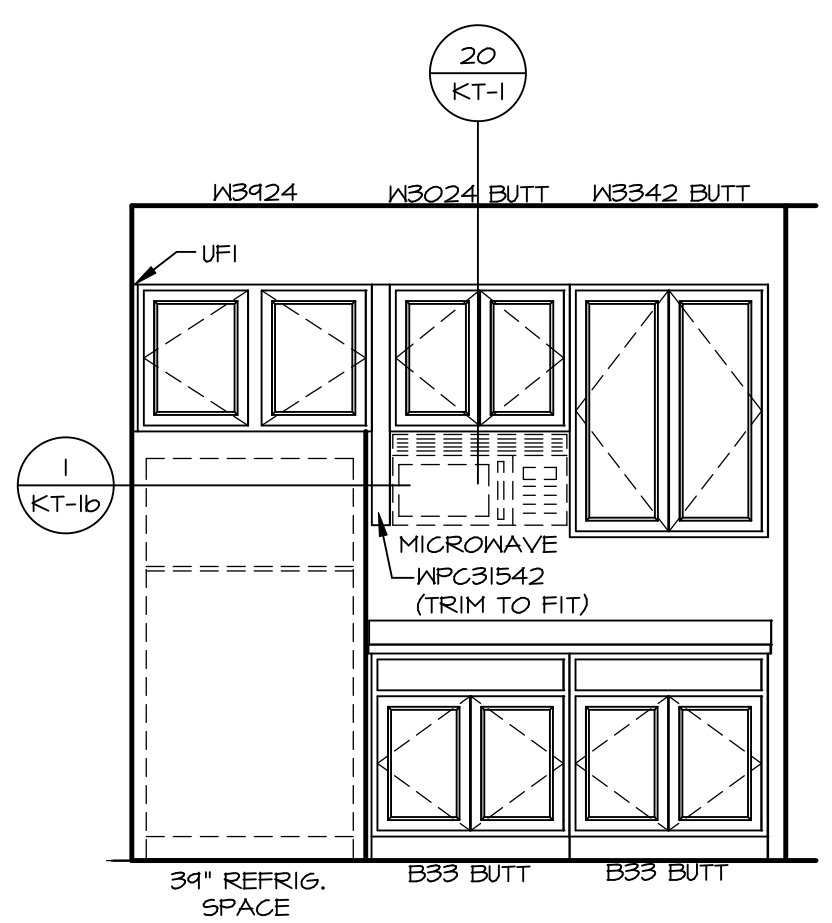 20
KT-1
W3924
W3024 BUTT
W3342 BUTT
UF1
1
KT-1b
MICROWAVE
WPC31542
(TRIM TO FIT)
39" REFRIG.
SPACE
B33 BUTT
B33 BUTT